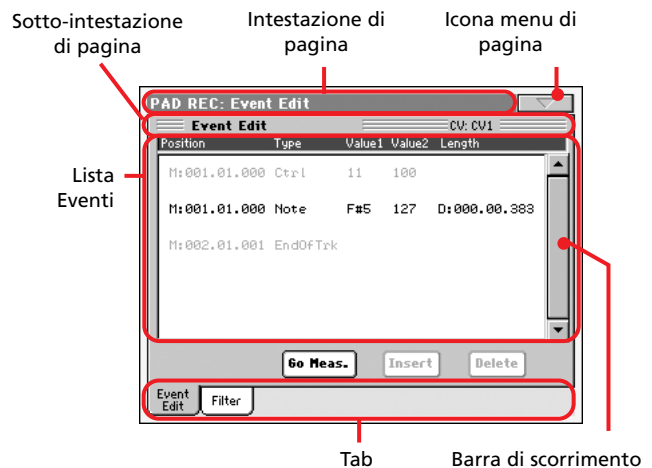 Sotto-intestazione
di pagina
Intestazione di
pagina
Icona menu di
pagina
PAD REC: Event Edit
Event Edit
CV: CV1
Position Type Value1 Value2 Length
M:001.01.000 Ctrl 11 100
M:001.01.000 Note F#5 127 D:000.00.383
M:002.01.001 EndOfTrk
Lista
Eventi
Go Meas. Insert Delete
Event
Edit
Filter
Tab
Barra di scorrimento